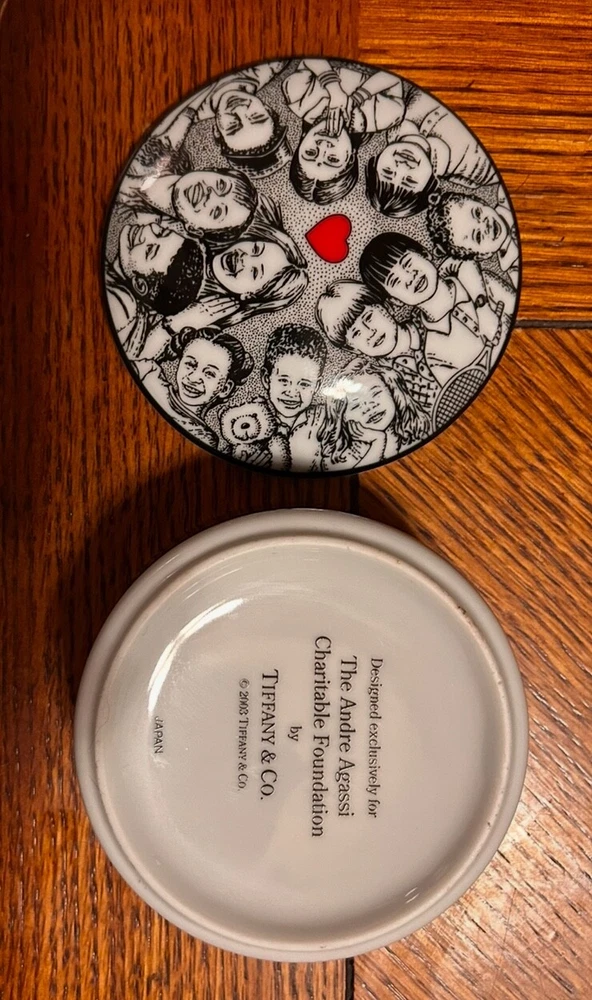 Designed exclusively for
The Andre Agassi
Charitable Foundation
by
TIFFANY & CO.
© 2003 TIFFANY & CO.
JAPAN